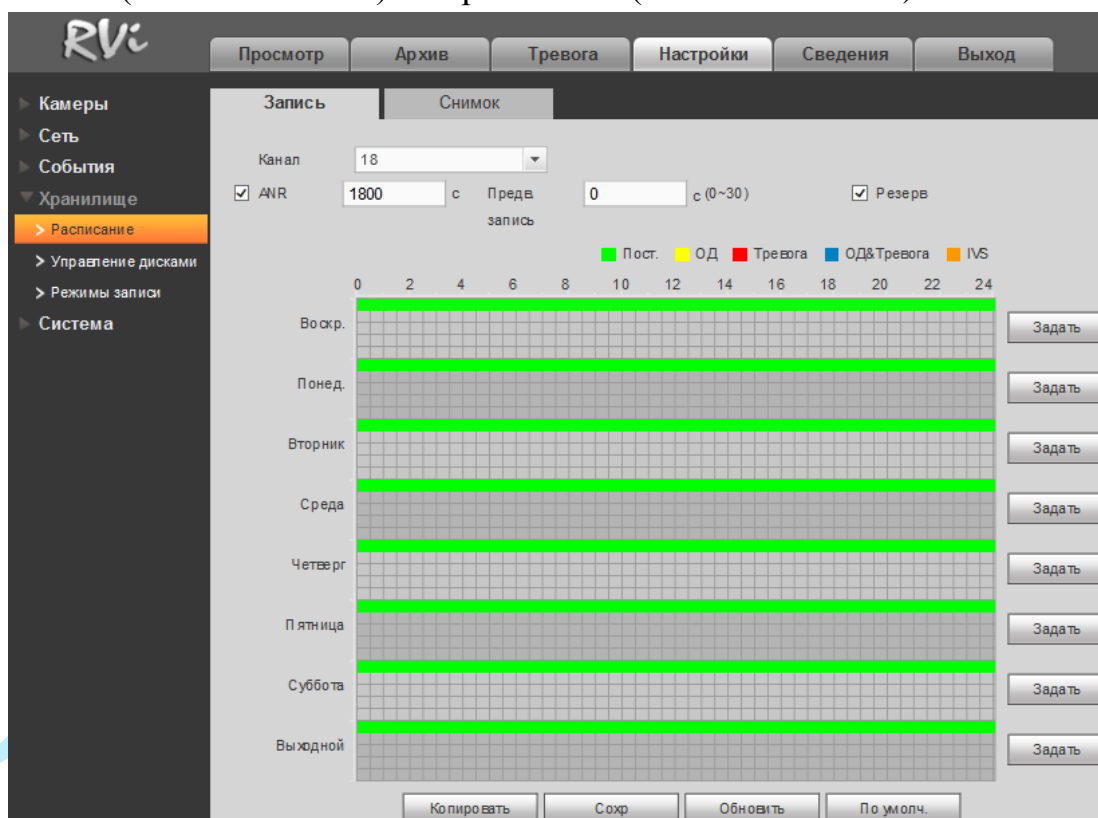 RVi
Просмотр Архив Тревога Настройки Сведения Выход
Камеры
Сеть
События
Хранилище
Расписание
Управление дисками
Режимы записи
Система
Запись Снимок
Канал 18
ANR 1800 с Предв. запись 0 с (0~30) Резерв
Пост. ОД Тревога ОД&Тревога IVS
0 2 4 6 8 10 12 14 16 18 20 22 24
Воскр. Задать
Понед. Задать
Вторник Задать
Среда Задать
Четверг Задать
Пятница Задать
Суббота Задать
Выходной Задать
Копировать Сохр Обновить По умолч.